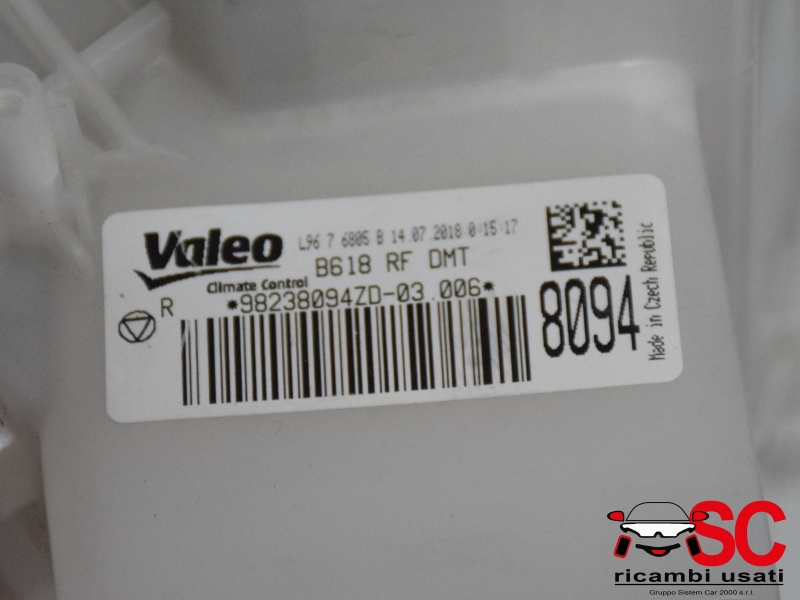 Valeo
Climate Control
L96 7 6805 B 14.07.2018 0:15:17
B618 RF DMT
R
*98238094ZD-03.006*
8094
Made in Czech Republic
SC
ricambi usati
Gruppo Sistem Car 2000 s.r.l.